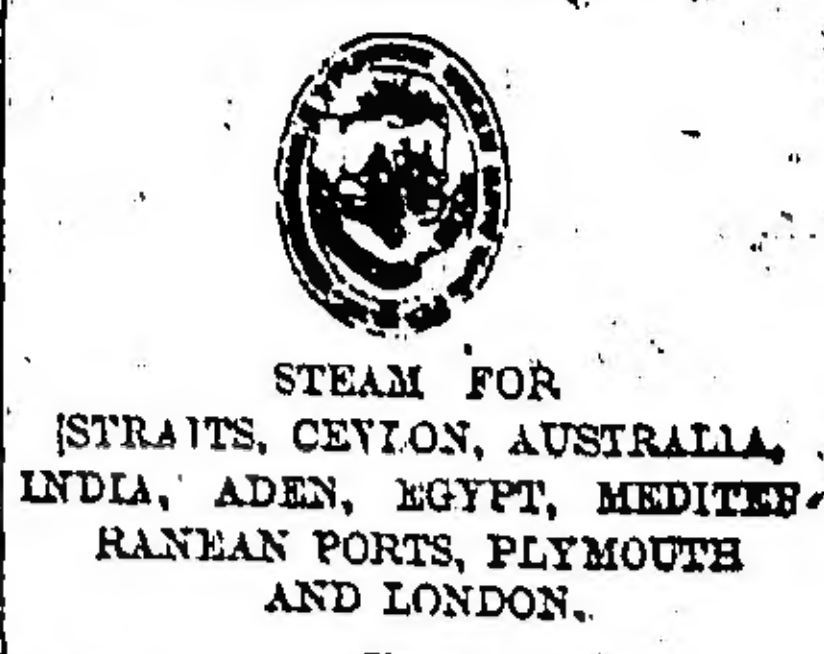 STEAM FOR
STRAITS, CEYLON, AUSTRALIA,
INDIA, ADEN, EGYPT, MEDITER-
RANEAN PORTS, PLYMOUTH
AND LONDON.